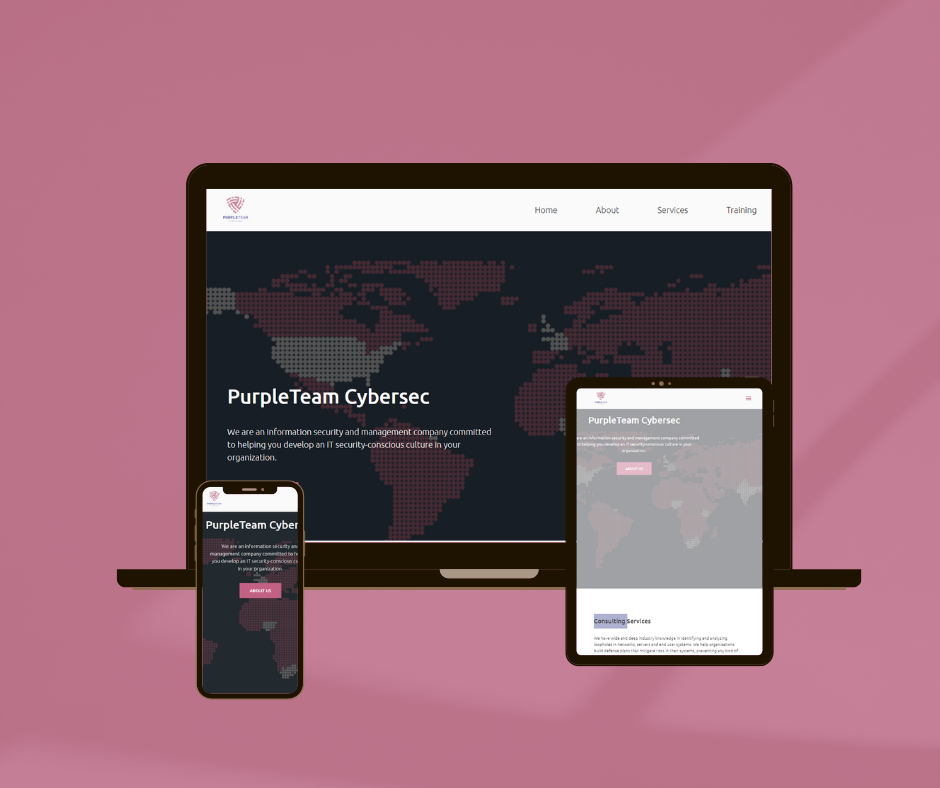 PURPLETEAM
Home
About
Services
Training
PurpleTeam Cybersec
We are an information security and management company committed
to helping you develop an IT security-conscious culture in your
organization.
PurpleTeam Cyber
We are an information security and
management company committed to he
you develop an IT security-conscious cu
in your organization.
ABOUT US
PurpleTeam Cybersec
are an information security and management company committed
helping you develop an IT security-conscious culture in your
organization.
ABOUT US
Consulting Services
We have wide and deep industry knowledge in identifying and analyzing
loopholes in networks, servers and end user systems. We help organizations
build defense plans that mitigate risks in their systems, preventing any kind of